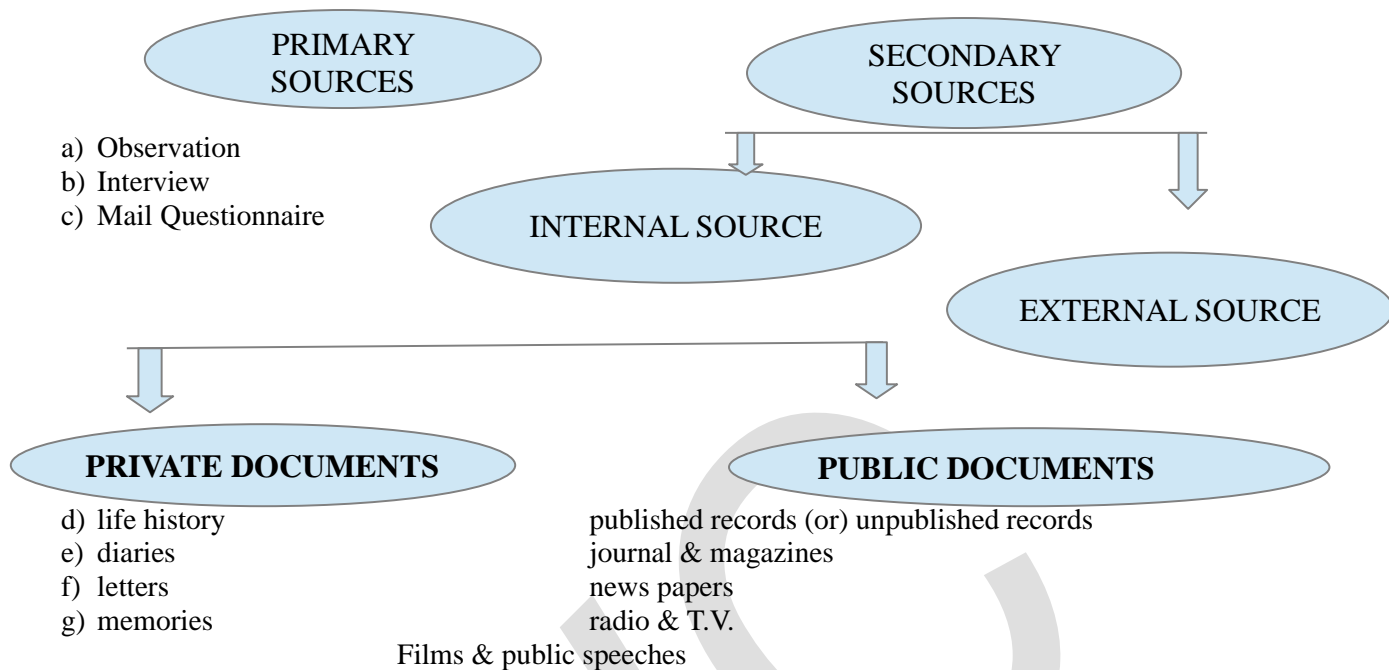 PRIMARY
SOURCES
SECONDARY
SOURCES
a) Observation
b) Interview
c) Mail Questionnaire
INTERNAL SOURCE
EXTERNAL SOURCE
PRIVATE DOCUMENTS
PUBLIC DOCUMENTS
d) life history
published records (or) unpublished records
e) diaries
journal & magazines
f) letters
news papers
g) memories
radio & T.V.
Films & public speeches